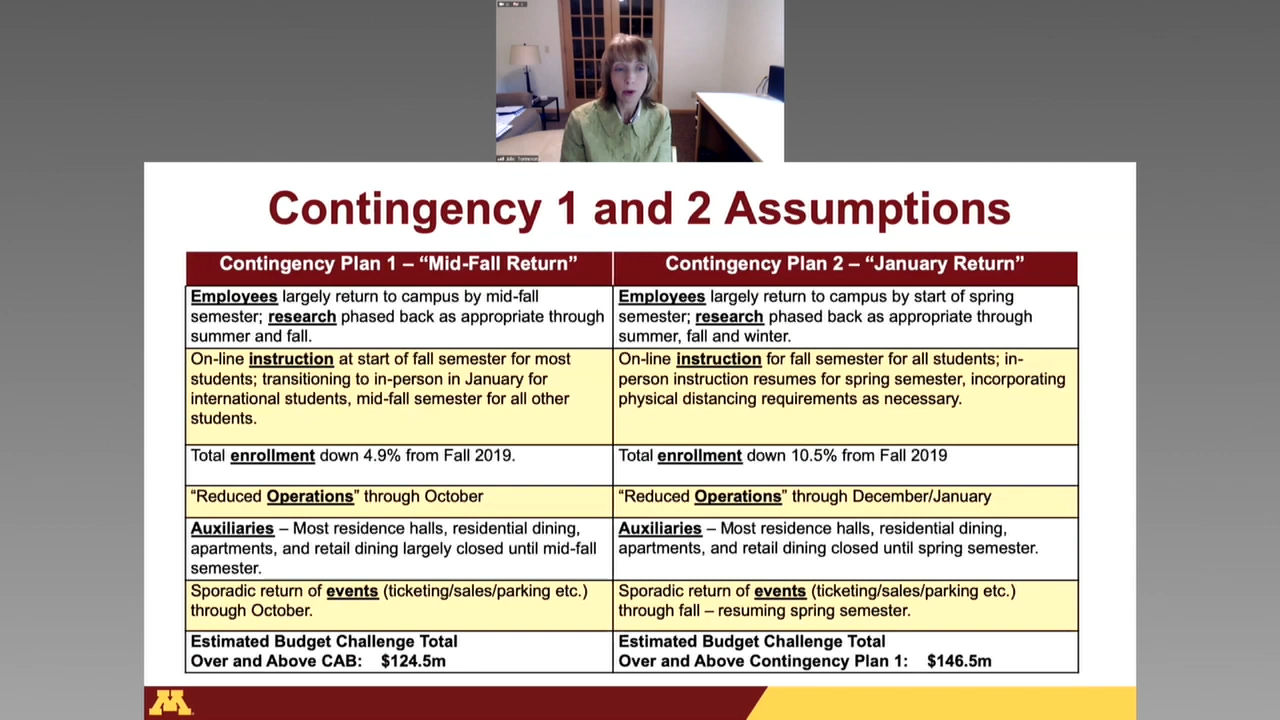 Contingency 1 and 2 Assumptions
Contingency Plan 1 – “Mid-Fall Return”
Contingency Plan 2 – “January Return”
Employees largely return to campus by mid-fall
semester; research phased back as appropriate through
summer and fall.
Employees largely return to campus by start of spring
semester; research phased back as appropriate through
summer, fall and winter.
On-line instruction at start of fall semester for most
students; transitioning to in-person in January for
international students, mid-fall semester for all other
students.
On-line instruction for fall semester for all students; in-
person instruction resumes for spring semester, incorporating
physical distancing requirements as necessary.
Total enrollment down 4.9% from Fall 2019.
Total enrollment down 10.5% from Fall 2019
“Reduced Operations” through October
“Reduced Operations” through December/January
Auxiliaries – Most residence halls, residential dining,
apartments, and retail dining largely closed until mid-fall
semester.
Auxiliaries – Most residence halls, residential dining,
apartments, and retail dining closed until spring semester.
Sporadic return of events (ticketing/sales/parking etc.)
through October.
Sporadic return of events (ticketing/sales/parking etc.)
through fall – resuming spring semester.
Estimated Budget Challenge Total
Over and Above CAB: $124.5m
Estimated Budget Challenge Total
Over and Above Contingency Plan 1: $146.5m
M